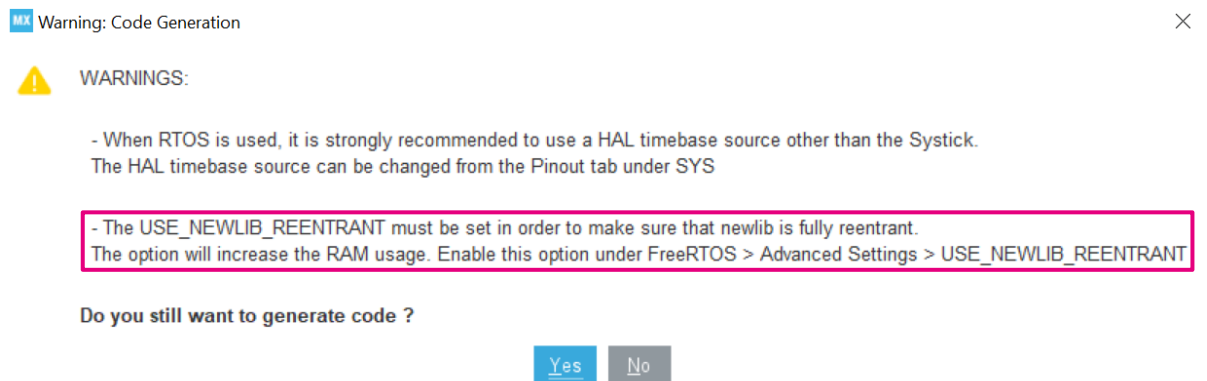 MX Warning: Code Generation
WARNINGS:
- When RTOS is used, it is strongly recommended to use a HAL timebase source other than the Systick.
The HAL timebase source can be changed from the Pinout tab under SYS
- The USE_NEWLIB_REENTRANT must be set in order to make sure that newlib is fully reentrant.
The option will increase the RAM usage. Enable this option under FreeRTOS > Advanced Settings > USE_NEWLIB_REENTRANT
Do you still want to generate code ?
Yes No